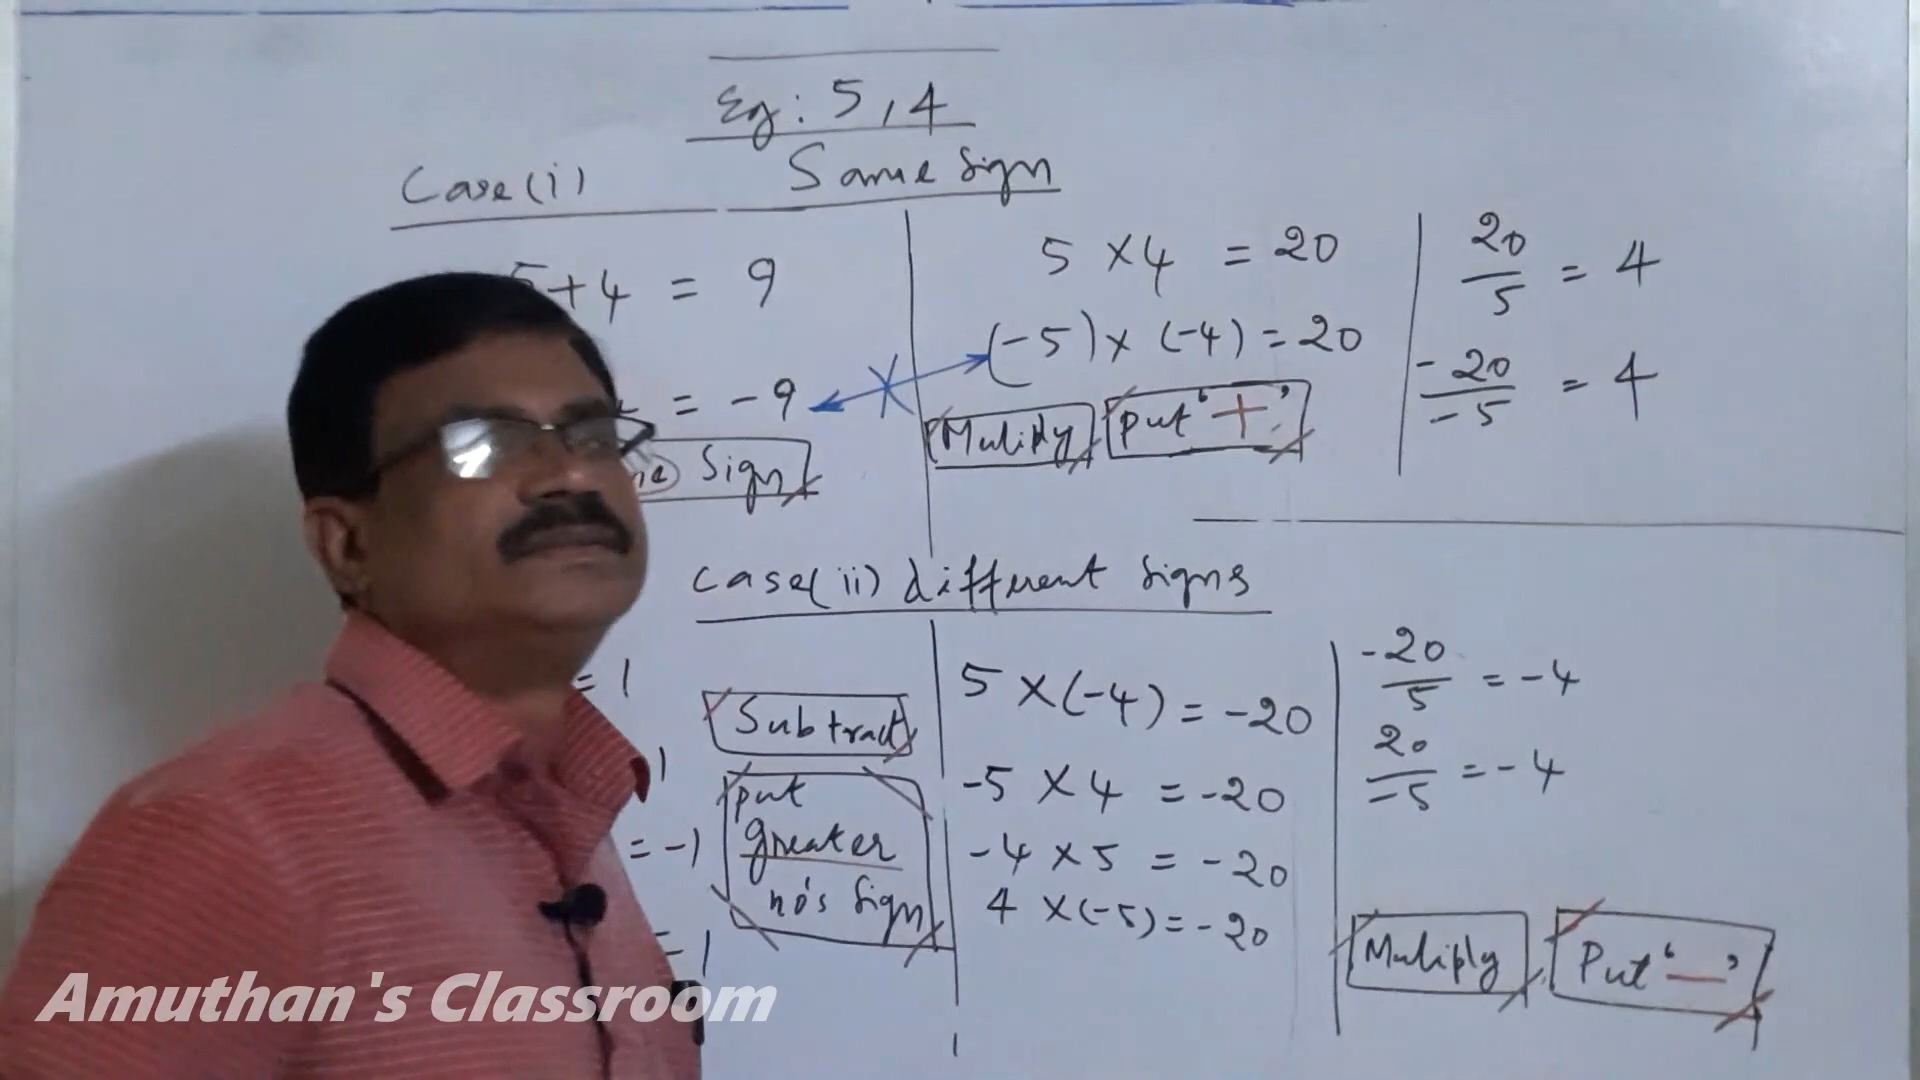 Eg: 5, 4
Case(i) Same Sign
5+4 = 9
= -9
Sign
5 × 4 = 20
(-5) × (-4) = 20
Muliply Put '+'
20/5 = 4
-20/-5 = 4
Case(ii) different Signs
= 1
1
= -1
= 1
Subtract
put
greater
no's Sign
5 × (-4) = -20
-5 × 4 = -20
-4 × 5 = -20
4 × (-5) = -20
-20/5 = -4
20/-5 = -4
Muliply Put '—'
Amuthan's Classroom